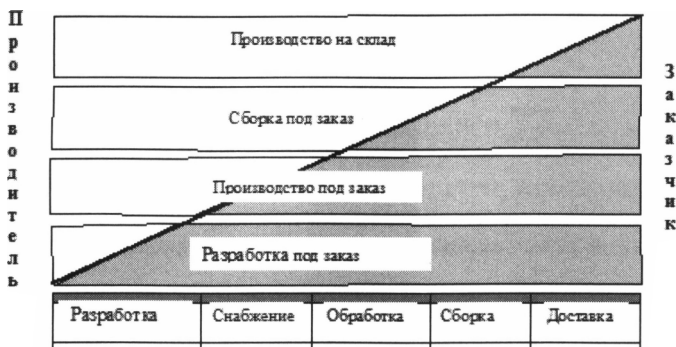 Производитель
Производство на склад
Сборка под заказ
Производство под заказ
Разработка под заказ
Заказчик
Разработка Снабжение Обработка Сборка Доставка